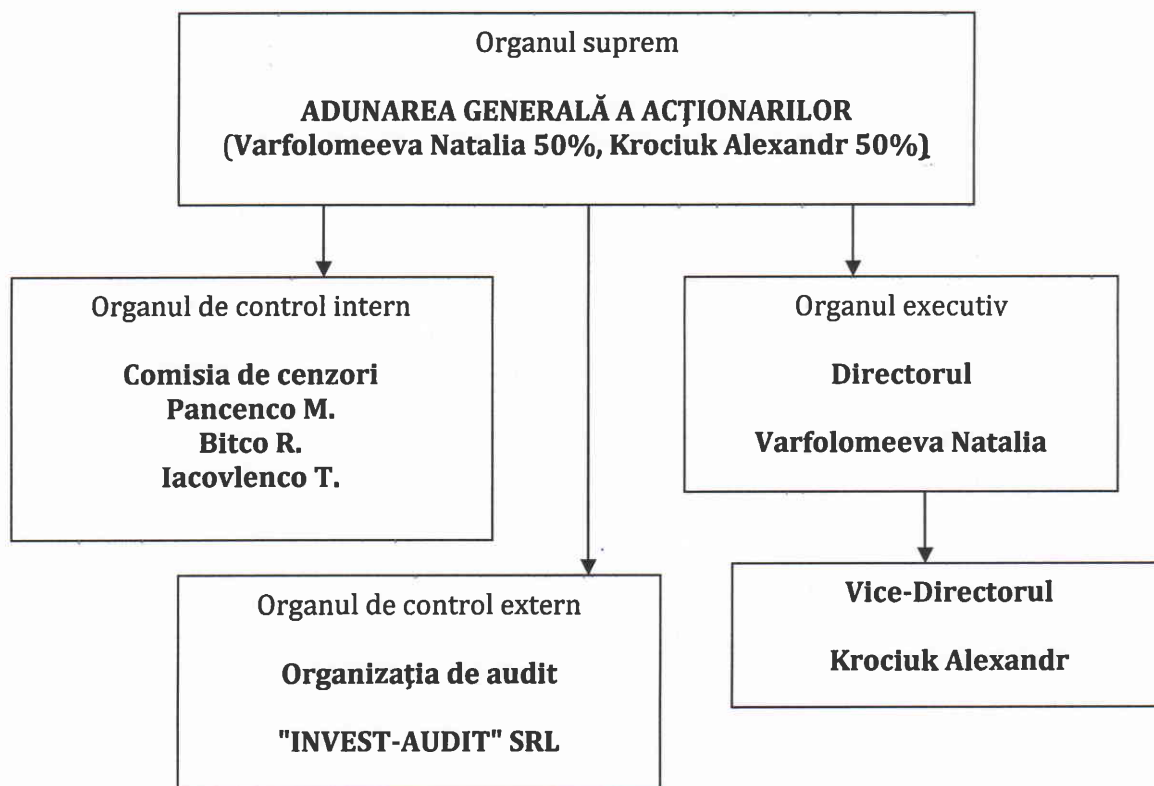 Organul suprem
ADUNAREA GENERALĂ A ACŢIONARILOR
(Varfolomeeva Natalia 50%, Krociuk Alexandr 50%)
Organul de control intern
Comisia de cenzori
Pancenco M.
Bitco R.
Iacovlenco T.
Organul executiv
Directorul
Varfolomeeva Natalia
Organul de control extern
Organizaţia de audit
"INVEST-AUDIT" SRL
Vice-Directorul
Krociuk Alexandr